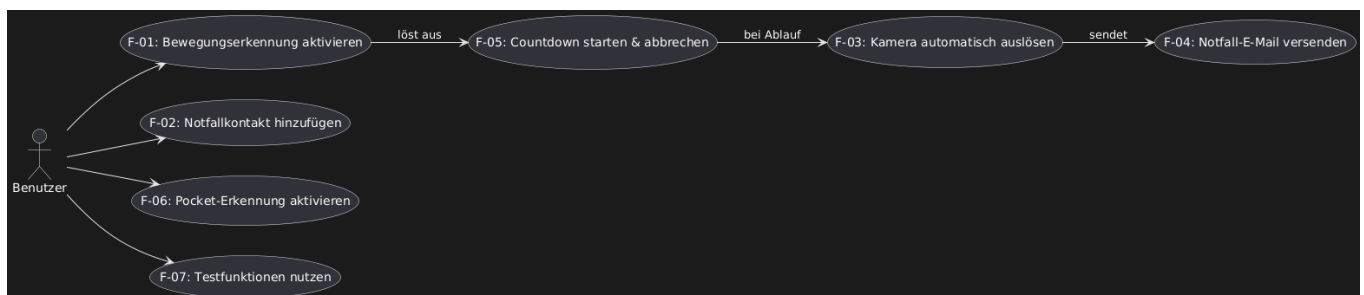 F-01: Bewegungserkennung aktivieren
löst aus
F-05: Countdown starten & abbrechen
bei Ablauf
F-03: Kamera automatisch auslösen
sendet
F-04: Notfall-E-Mail versenden
F-02: Notfallkontakt hinzufügen
Benutzer
F-06: Pocket-Erkennung aktivieren
F-07: Testfunktionen nutzen